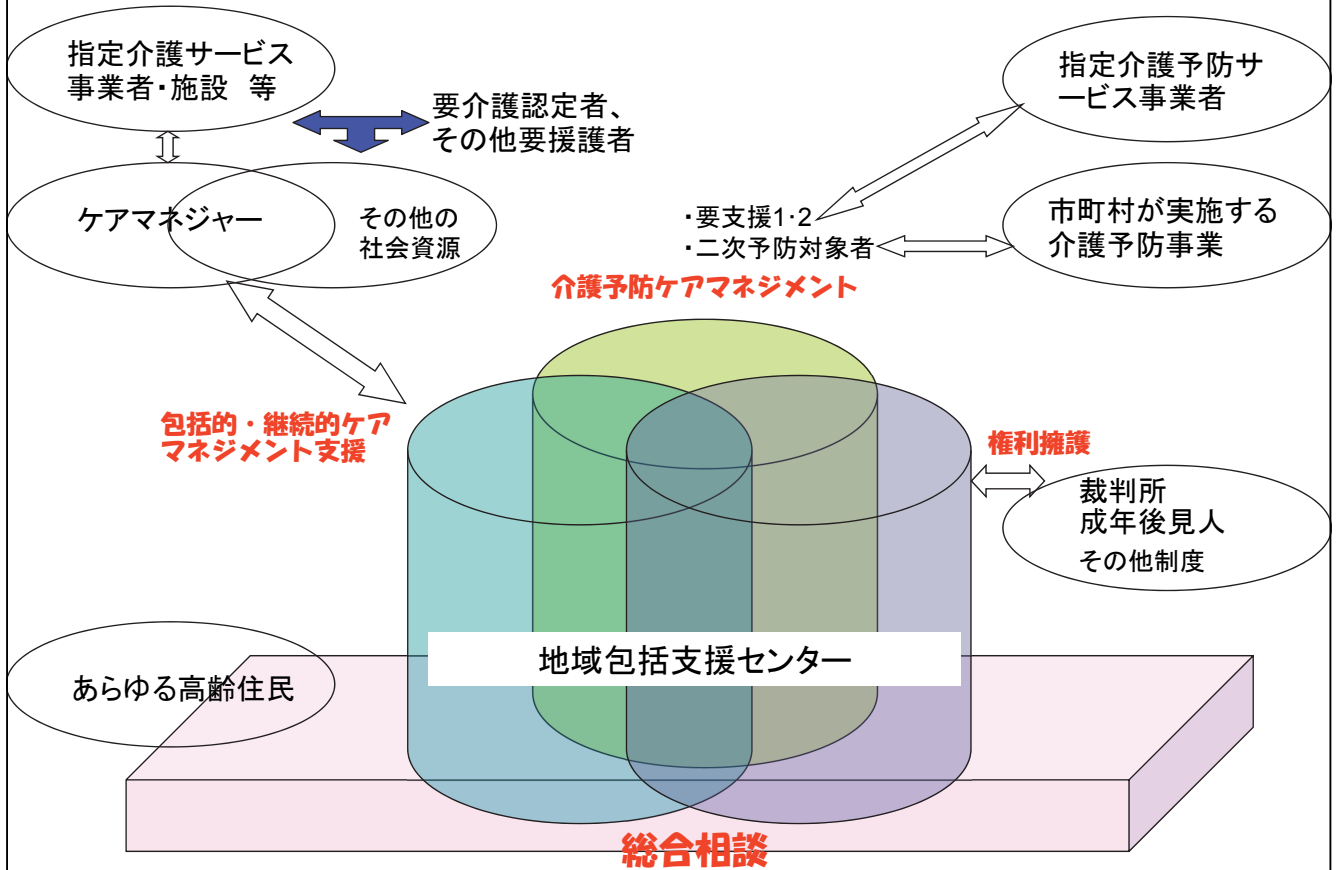 指定介護サービス
事業者・施設 等
要介護認定者、
その他要援護者
ケアマネジャー
その他の
社会資源
指定介護予防サ
ービス事業者
・要支援1・2
・二次予防対象者
市町村が実施する
介護予防事業
介護予防ケアマネジメント
包括的・継続的ケア
マネジメント支援
権利擁護
裁判所
成年後見人
その他制度
地域包括支援センター
あらゆる高齢住民
総合相談